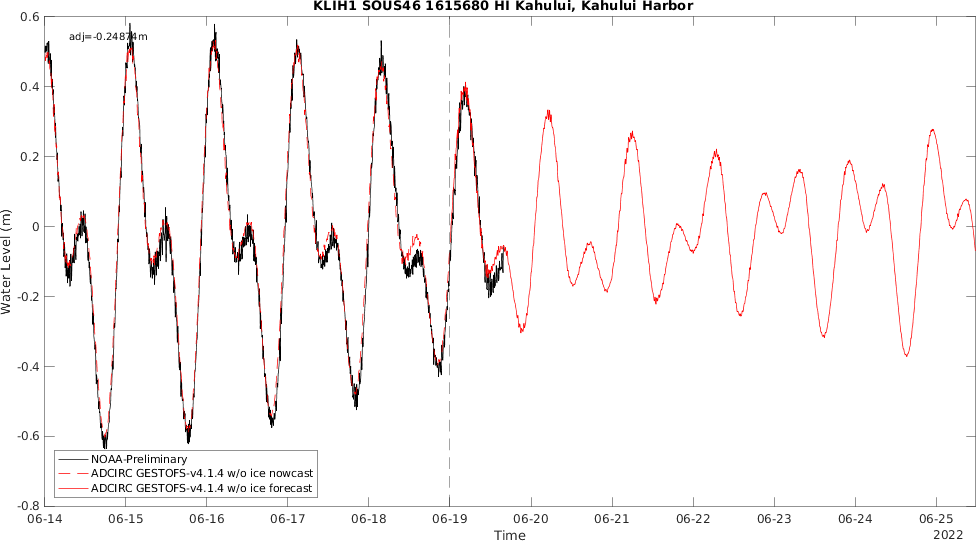 KLIH1 SOUS46 1615680 HI Kahului, Kahului Harbor
0.6
adj=-0.24874m
0.4
0.2
0
-0.2
-0.4
-0.6
-0.8
Water Level (m)
NOAA-Preliminary
ADCIRC GESTOFS-v4.1.4 w/o ice nowcast
ADCIRC GESTOFS-v4.1.4 w/o ice forecast
06-14 06-15 06-16 06-17 06-18 06-19 06-20 06-21 06-22 06-23 06-24 06-25
Time
2022